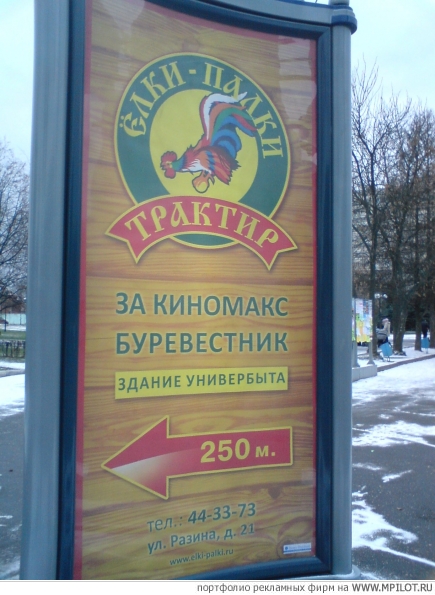 ЁЛКИ-ПАЛКИ
ТРАКТИР
ЗА КИНОМАКС
БУРЕВЕСТНИК
ЗДАНИЕ УНИВЕРБЫТА
250 м.
тел.: 44-33-73
ул. Разина, д. 21
www.elki-palki.ru
портфолио рекламных фирм на WWW.MPILOT.RU